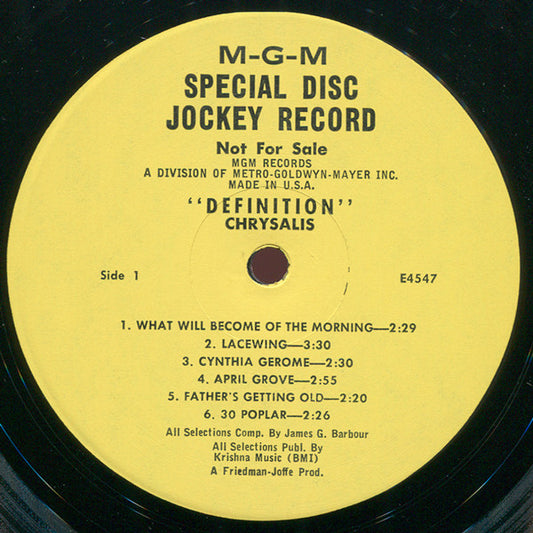 M-G-M
SPECIAL DISC
JOCKEY RECORD
Not For Sale
MGM RECORDS
A DIVISION OF METRO-GOLDWYN-MAYER INC.
MADE IN U.S.A.
"DEFINITION"
CHRYSALIS
Side 1
E4547
1. WHAT WILL BECOME OF THE MORNING—2:29
2. LACEWING—3:30
3. CYNTHIA GEROME—2:30
4. APRIL GROVE—2:55
5. FATHER'S GETTING OLD—2:20
6. 30 POPLAR—2:26
All Selections Comp. By James G. Barbour
All Selections Publ. By
Krishna Music (BMI)
A Friedman-Joffe Prod.